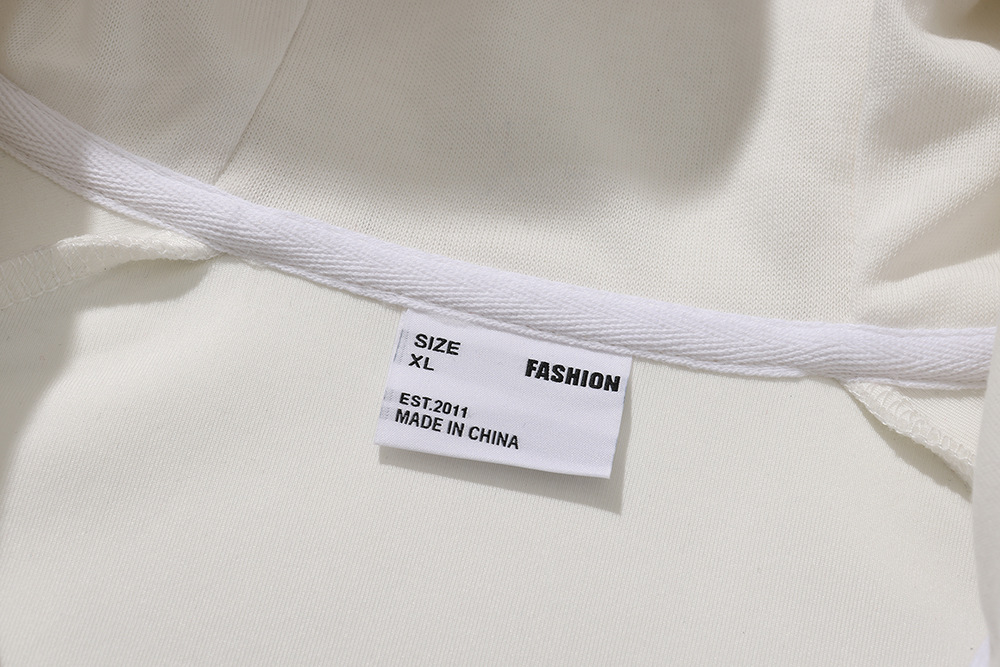 SIZE
XL
FASHION
EST.2011
MADE IN CHINA